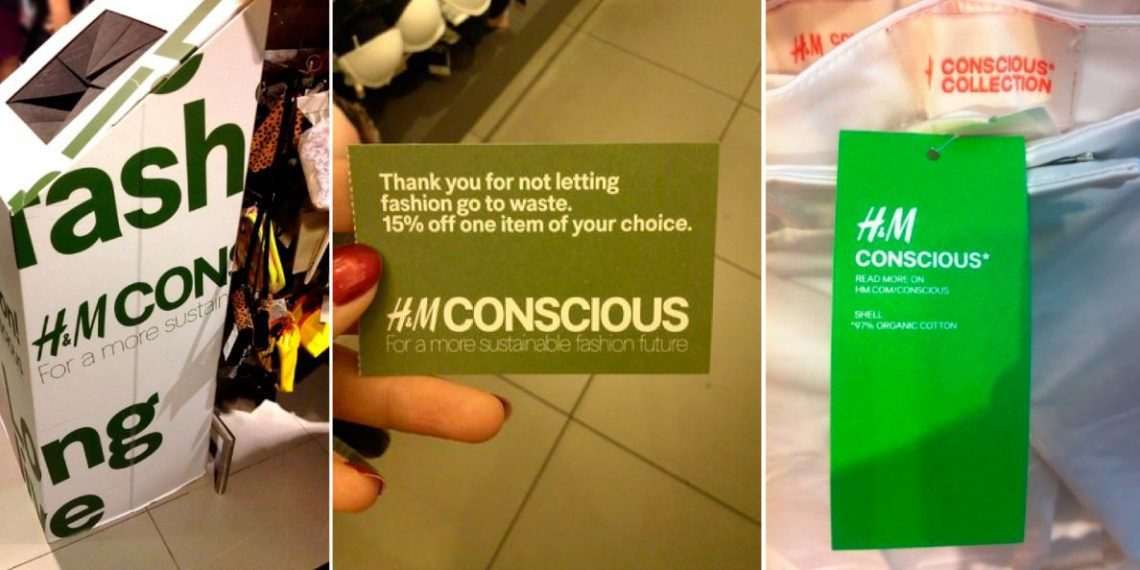 ash
H&M CONS
For a more sustain
ng
e
Thank you for not letting
fashion go to waste.
15% off one item of your choice.
H&M CONSCIOUS
For a more sustainable fashion future
H&M
CONSCIOUS*
COLLECTION
H&M
CONSCIOUS*
READ MORE ON
HM.COM/CONSCIOUS
SHELL
*97% ORGANIC COTTON